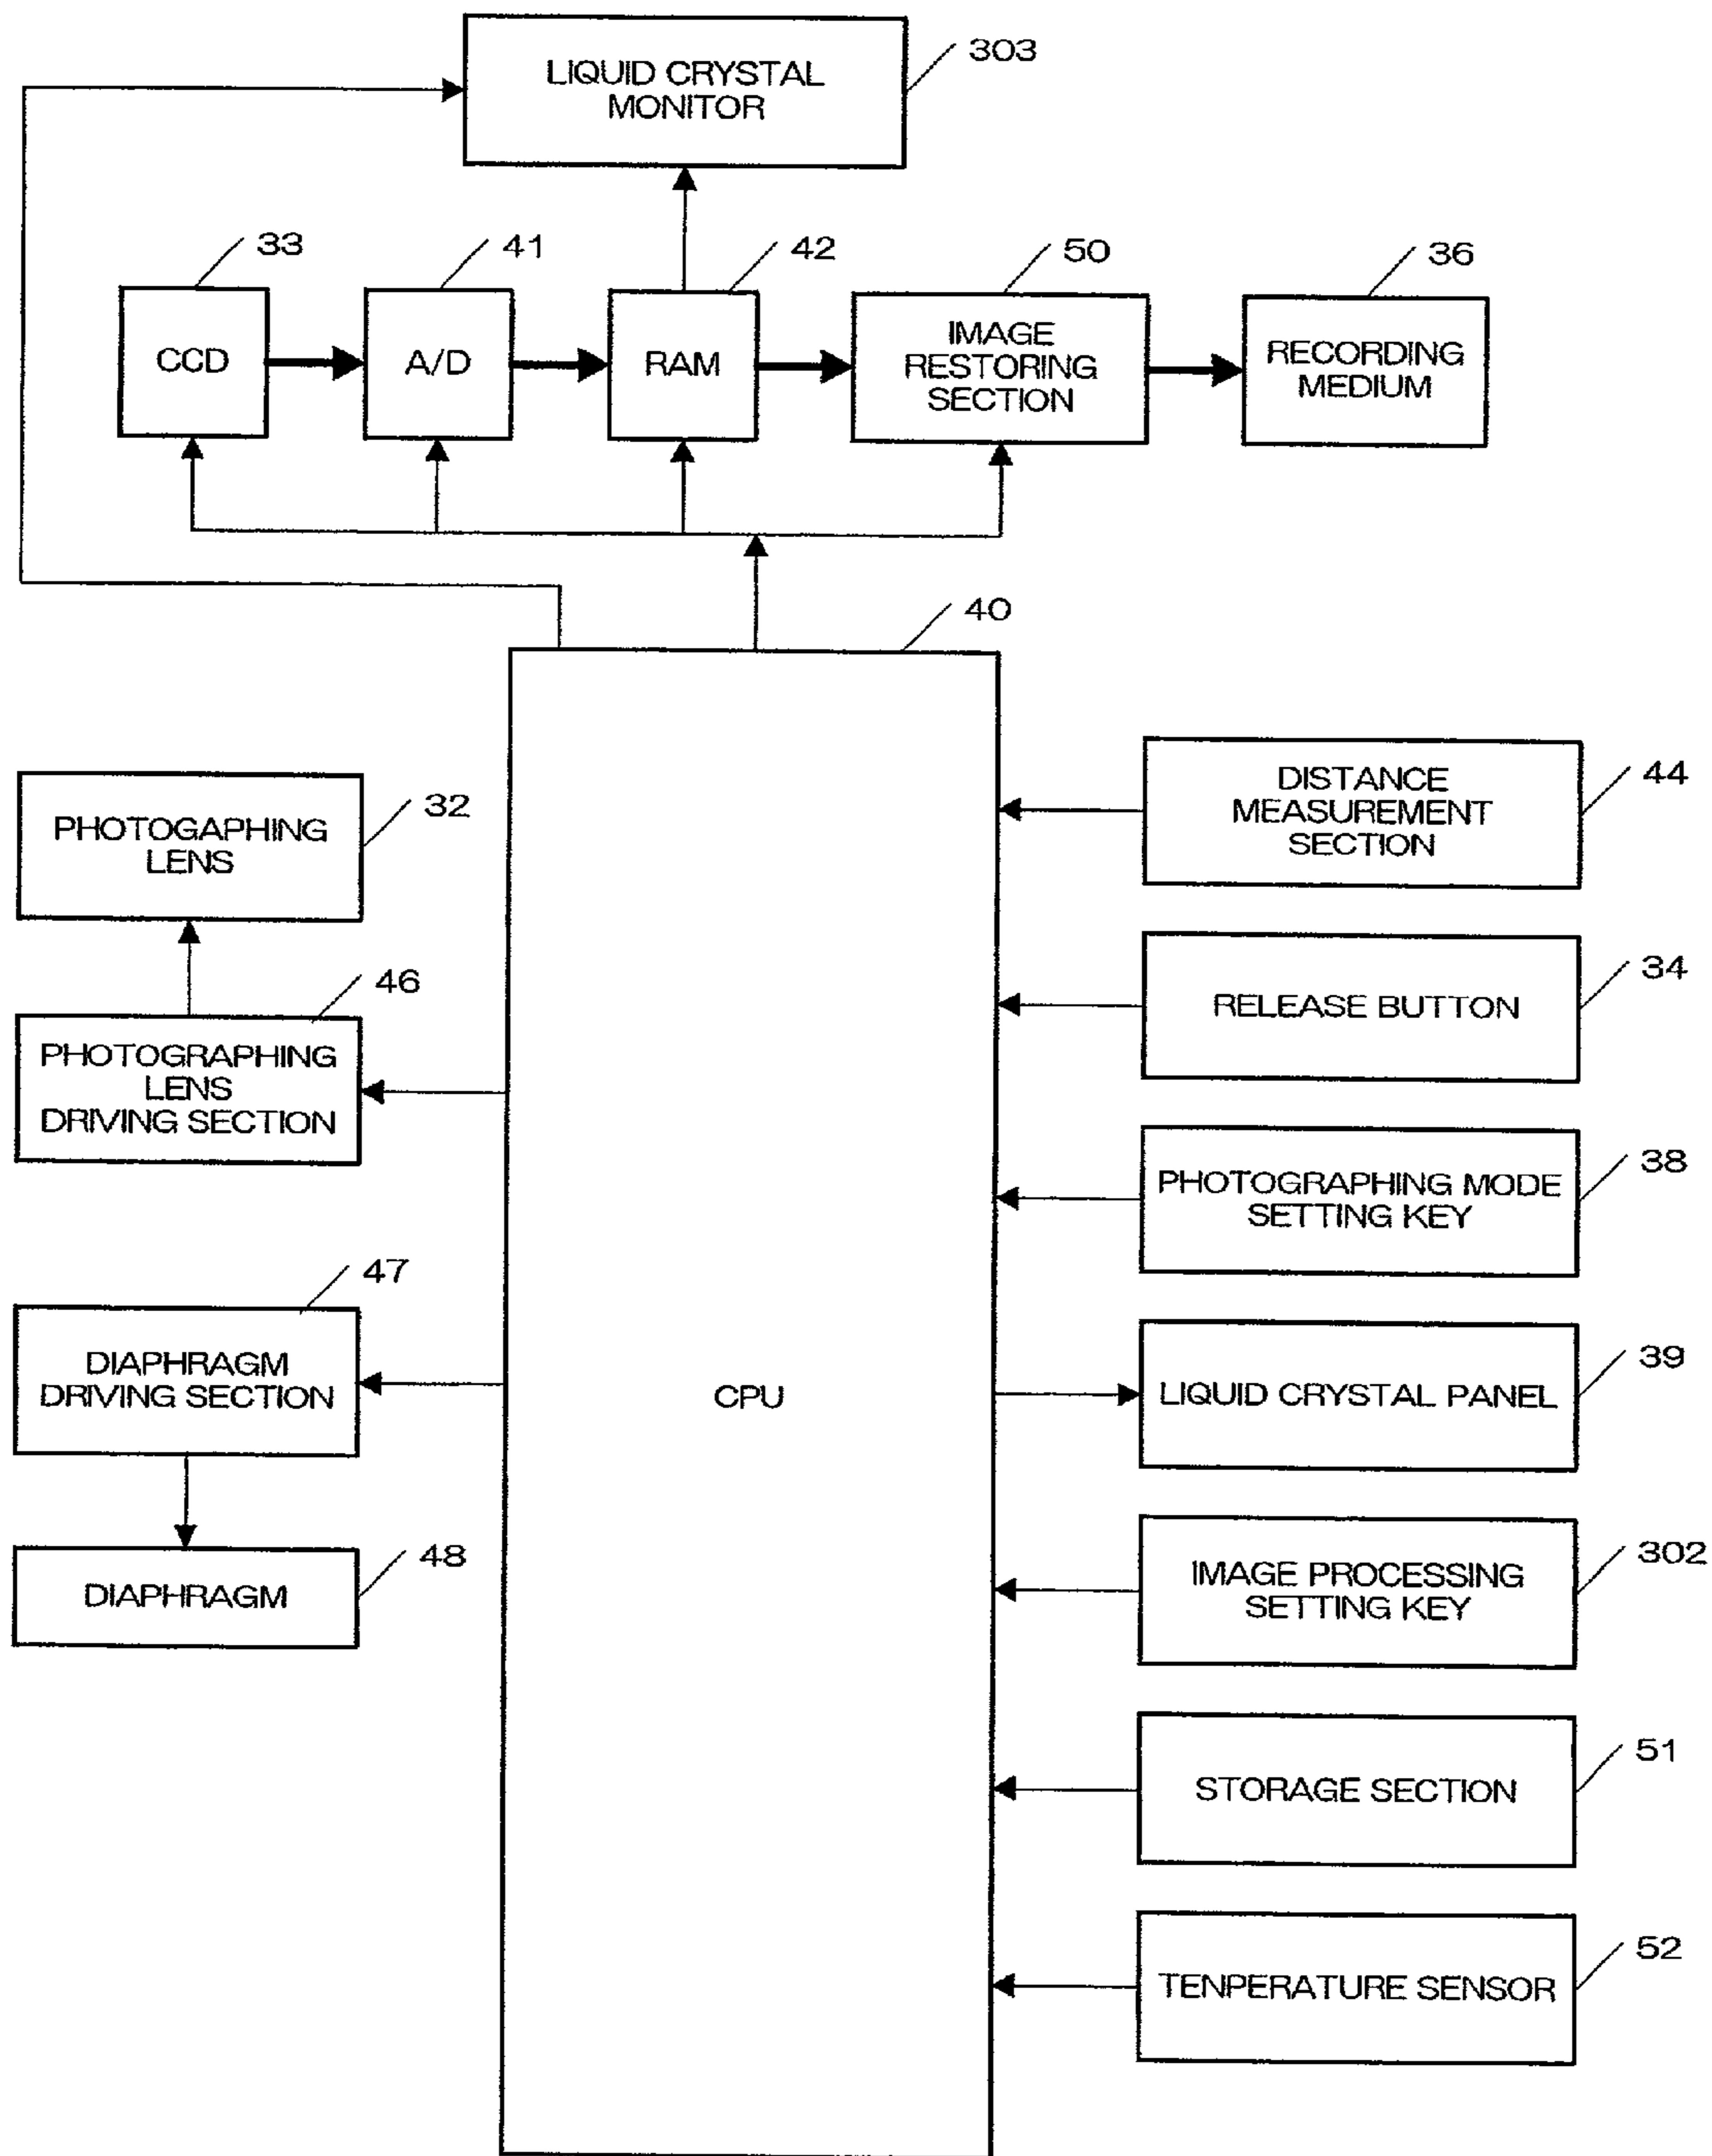 303
LIQUID CRYSTAL
MONITOR
33
41
42
50
36
CCD
A/D
RAM
IMAGE
RESTORING
SECTION
RECORDING
MEDIUM
40
CPU
32
PHOTOGAPHING
LENS
46
PHOTOGRAPHING
LENS
DRIVING SECTION
47
DIAPHRAGM
DRIVING SECTION
48
DIAPHRAGM
44
DISTANCE
MEASUREMENT
SECTION
34
RELEASE BUTTON
38
PHOTOGRAPHING MODE
SETTING KEY
39
LIQUID CRYSTAL PANEL
302
IMAGE PROCESSING
SETTING KEY
51
STORAGE SECTION
52
TENPERATURE SENSOR